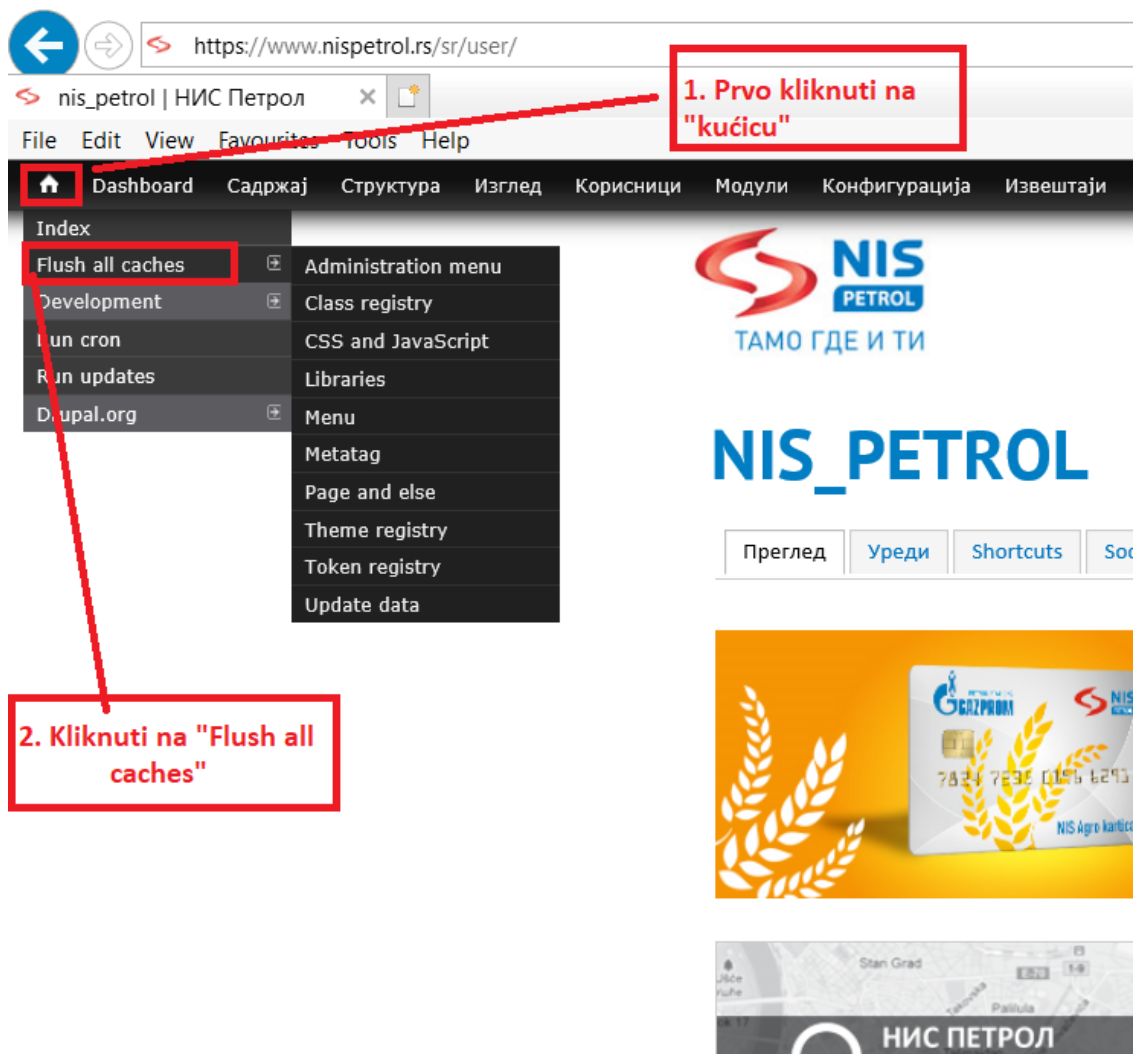 https://www.nispetrol.rs/sr/user/
nis_petrol | НИС Петрол
1. Prvo kliknuti na
"kućicu"
File Edit View Favourites Tools Help
Dashboard Садржај Структура Изглед Корисници Модули Конфигурација Извештаји
Index
Flush all caches
Development
Run cron
Run updates
Drupal.org
Administration menu
Class registry
CSS and JavaScript
Libraries
Menu
Metatag
Page and else
Theme registry
Token registry
Update data
NIS
PETROL
ТАМО ГДЕ И ТИ
NIS_PETROL
Преглед Уреди Shortcuts Soc
2. Kliknuti na "Flush all
caches"
GAZPROM NIS
NIS Agro kartica
Stan Grad
E-70
Palilula
НИС ПЕТРОЛ